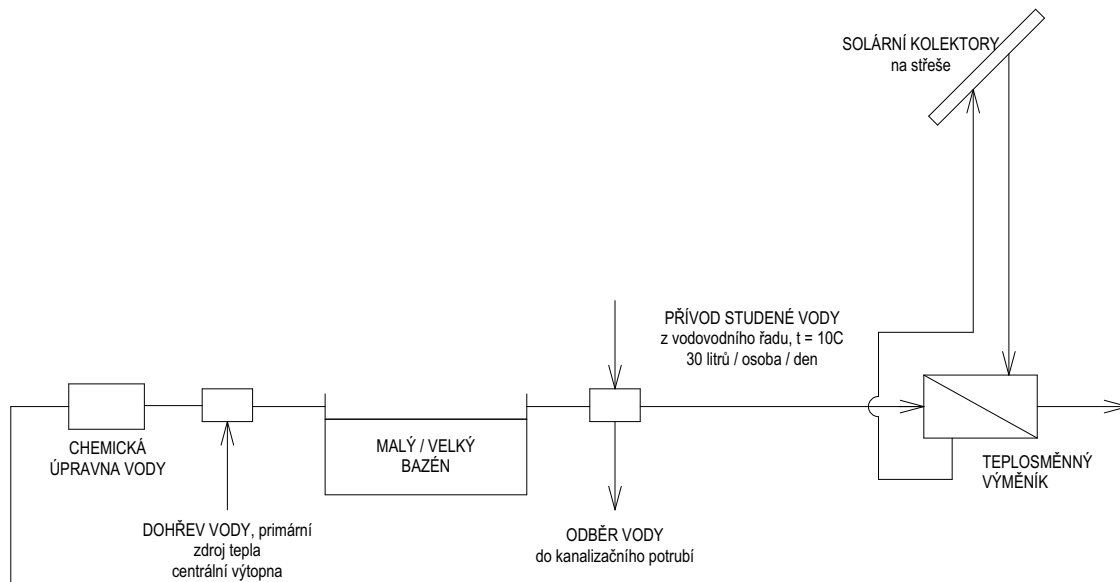 SOLÁRNÍ KOLEKTORY
na střeše
PŘÍVOD STUDENÉ VODY
z vodovodního řadu, t = 10C
30 litrů / osoba / den
CHEMICKÁ
ÚPRAVNA VODY
MALÝ / VELKÝ
BAZÉN
TEPLOSMĚNNÝ
VÝMĚNÍK
DOHŘEV VODY, primární
zdroj tepla
centrální výtopna
ODBĚR VODY
do kanalizačního potrubí